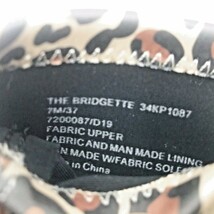 THE BRIDGETTE 34KP1087
7M/37
7200087/D19
FABRIC UPPER
FABRIC AND MAN MADE LINING
MAN MADE W/FABRIC SOLE
in China